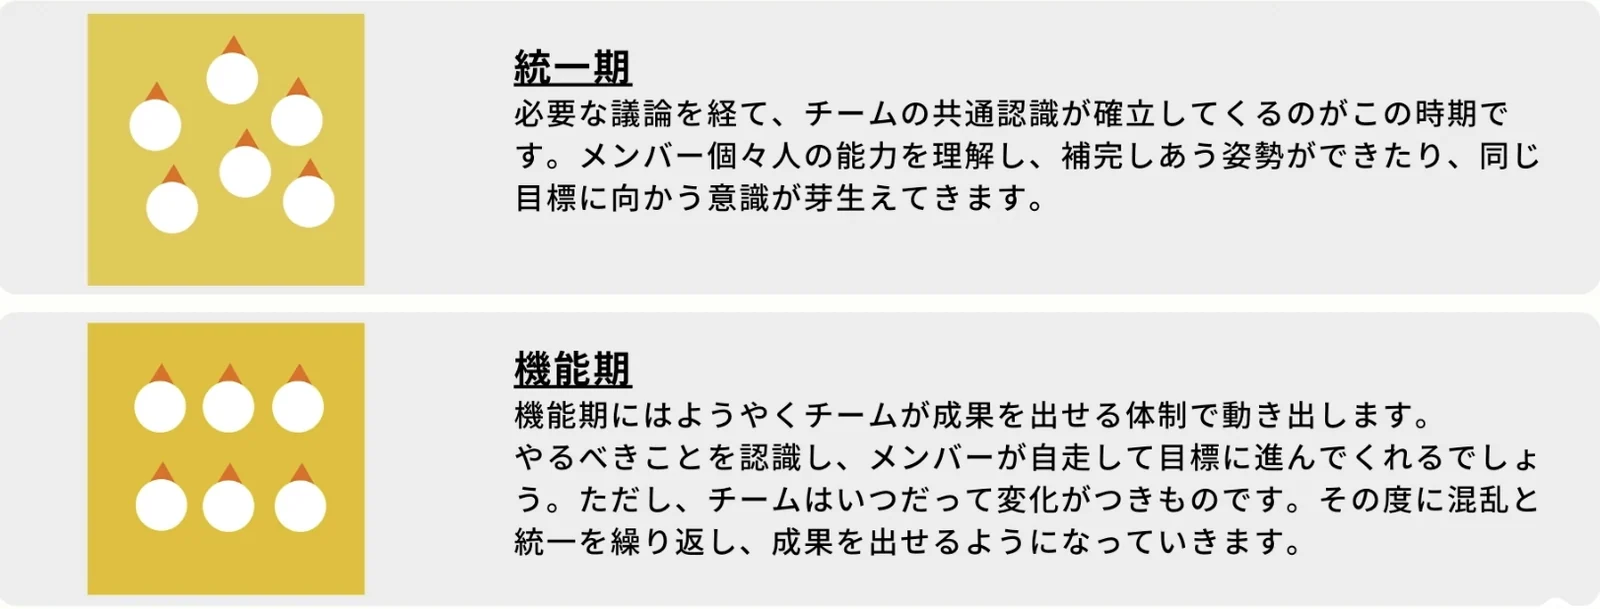 統一期
必要な議論を経て、チームの共通認識が確立してくるのがこの時期で
す。メンバー個々人の能力を理解し、補完しあう姿勢ができたり、同じ
目標に向かう意識が芽生えてきます。
機能期
機能期にはようやくチームが成果を出せる体制で動き出します。
やるべきことを認識し、メンバーが自走して目標に進んでくれるでしょ
う。ただし、チームはいつだって変化がつきものです。その度に混乱と
統一を繰り返し、成果を出せるようになっていきます。